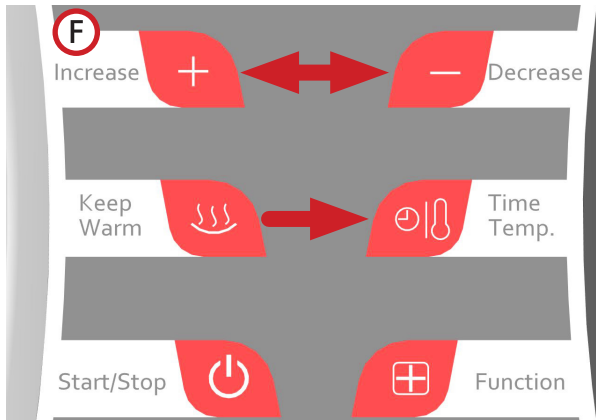 F
Increase
Decrease
Keep
Warm
Time
Temp.
Start/Stop
Function